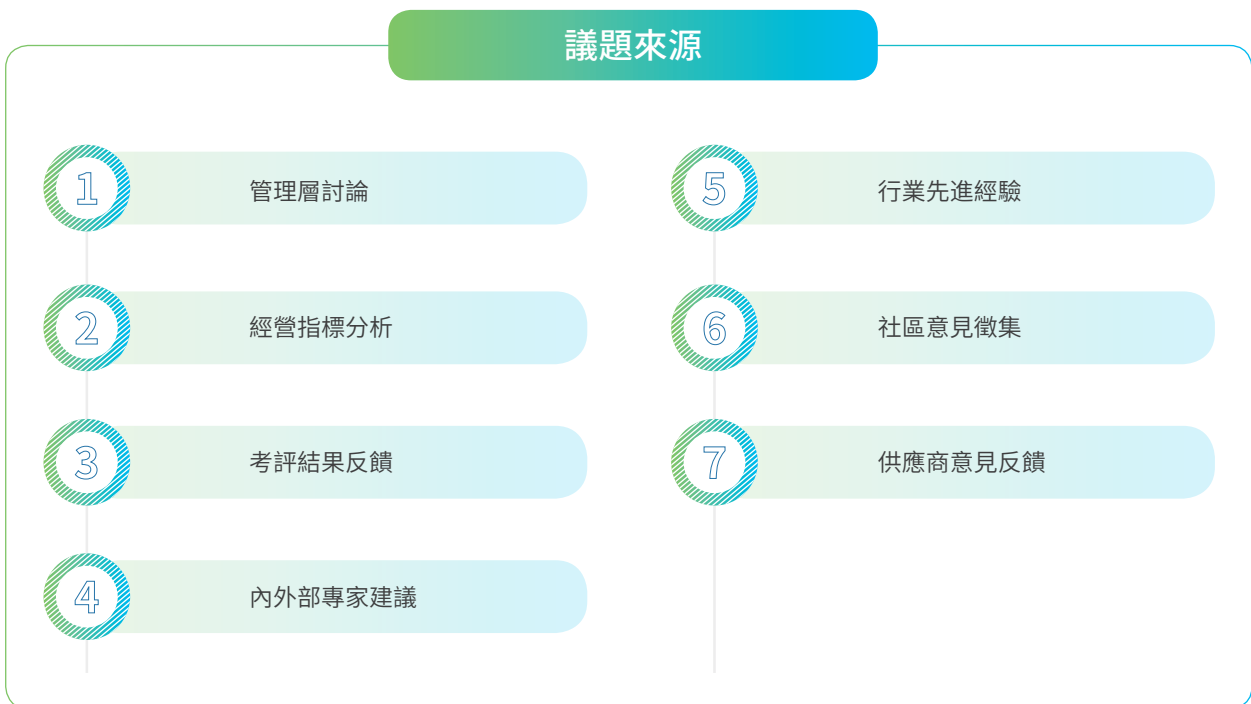 議題來源
1
管理層討論
2
經營指標分析
3
考評結果反饋
4
內外部專家建議
5
行業先進經驗
6
社區意見徵集
7
供應商意見反饋